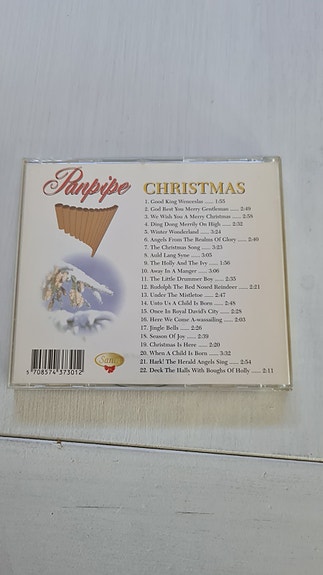 Panpipe CHRISTMAS
1. Good King Wenceslas ...... 1:55
2. God Rest You Merry Gentleman ...... 2:49
3. We Wish You A Merry Christmas ...... 2:58
4. Ding Dong Merrily On High ...... 2:32
5. Winter Wonderland ...... 3:24
6. Angels From The Realm Of Glory ...... 2:40
7. The Christmas Song ...... 3:23
8. Auld Lang Syne ...... 3:05
9. The Holly And The Ivy ...... 1:56
10. Away In A Manger ...... 3:06
11. The Little Drummer Boy ...... 2:35
12. Rudolph The Red Nosed Reindeer ...... 2:21
13. Under The Mistletoe ...... 2:47
14. Unto Us A Child Is Born ...... 2:48
15. Once In Royal David's City ...... 2:28
16. Here We Come A-wassailing ...... 2:03
17. Jingle Bells ...... 2:26
18. Season Of Joy ...... 2:39
19. Christmas Is Here ...... 2:20
20. When A Child Is Born ...... 3:32
21. Hark! The Herald Angels Sing ...... 2:54
22. Deck The Halls With Boughs Of Holly ...... 2:11
5 708574 373012